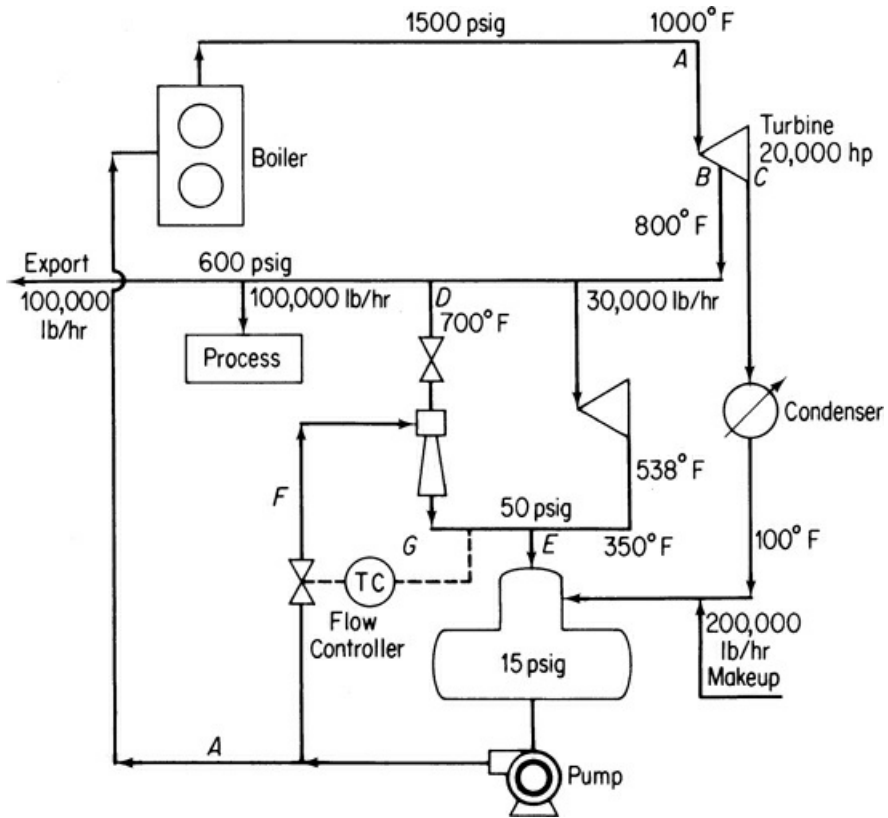 1500 psig
1000°F
A
Turbine
20,000 hp
Boiler
B
C
800°F
Export
600 psig
100,000
lb/hr
100,000 lb/hr
D
30,000 lb/hr
700°F
Process
Condenser
538°F
F
50 psig
G
E
350°F
100°F
TC
Flow
Controller
200,000
lb/hr
Makeup
15 psig
A
Pump